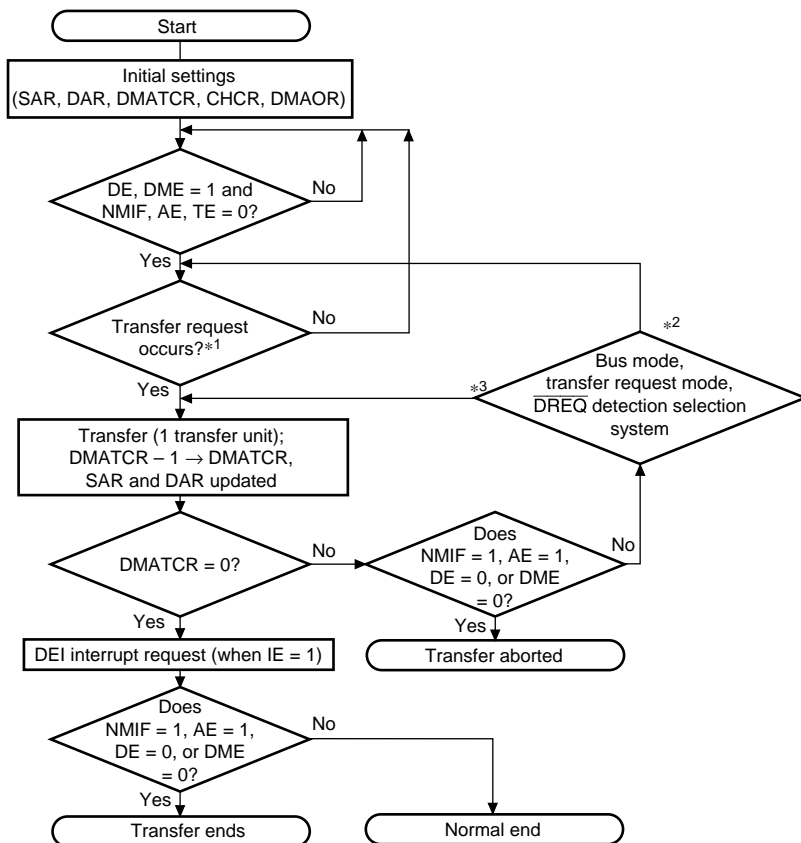 Start
Initial settings
(SAR, DAR, DMATCR, CHCR, DMAOR)
DE, DME = 1 and
NMIF, AE, TE = 0?
No
Yes
Transfer request
occurs?*1
No
Yes
*2
Bus mode,
transfer request mode,
DREQ detection selection
system
*3
Transfer (1 transfer unit);
DMATCR – 1 → DMATCR,
SAR and DAR updated
DMATCR = 0?
No
Yes
Does
NMIF = 1, AE = 1,
DE = 0, or DME
= 0?
No
Yes
Transfer aborted
DEI interrupt request (when IE = 1)
Does
NMIF = 1, AE = 1,
DE = 0, or DME
= 0?
No
Yes
Transfer ends
Normal end